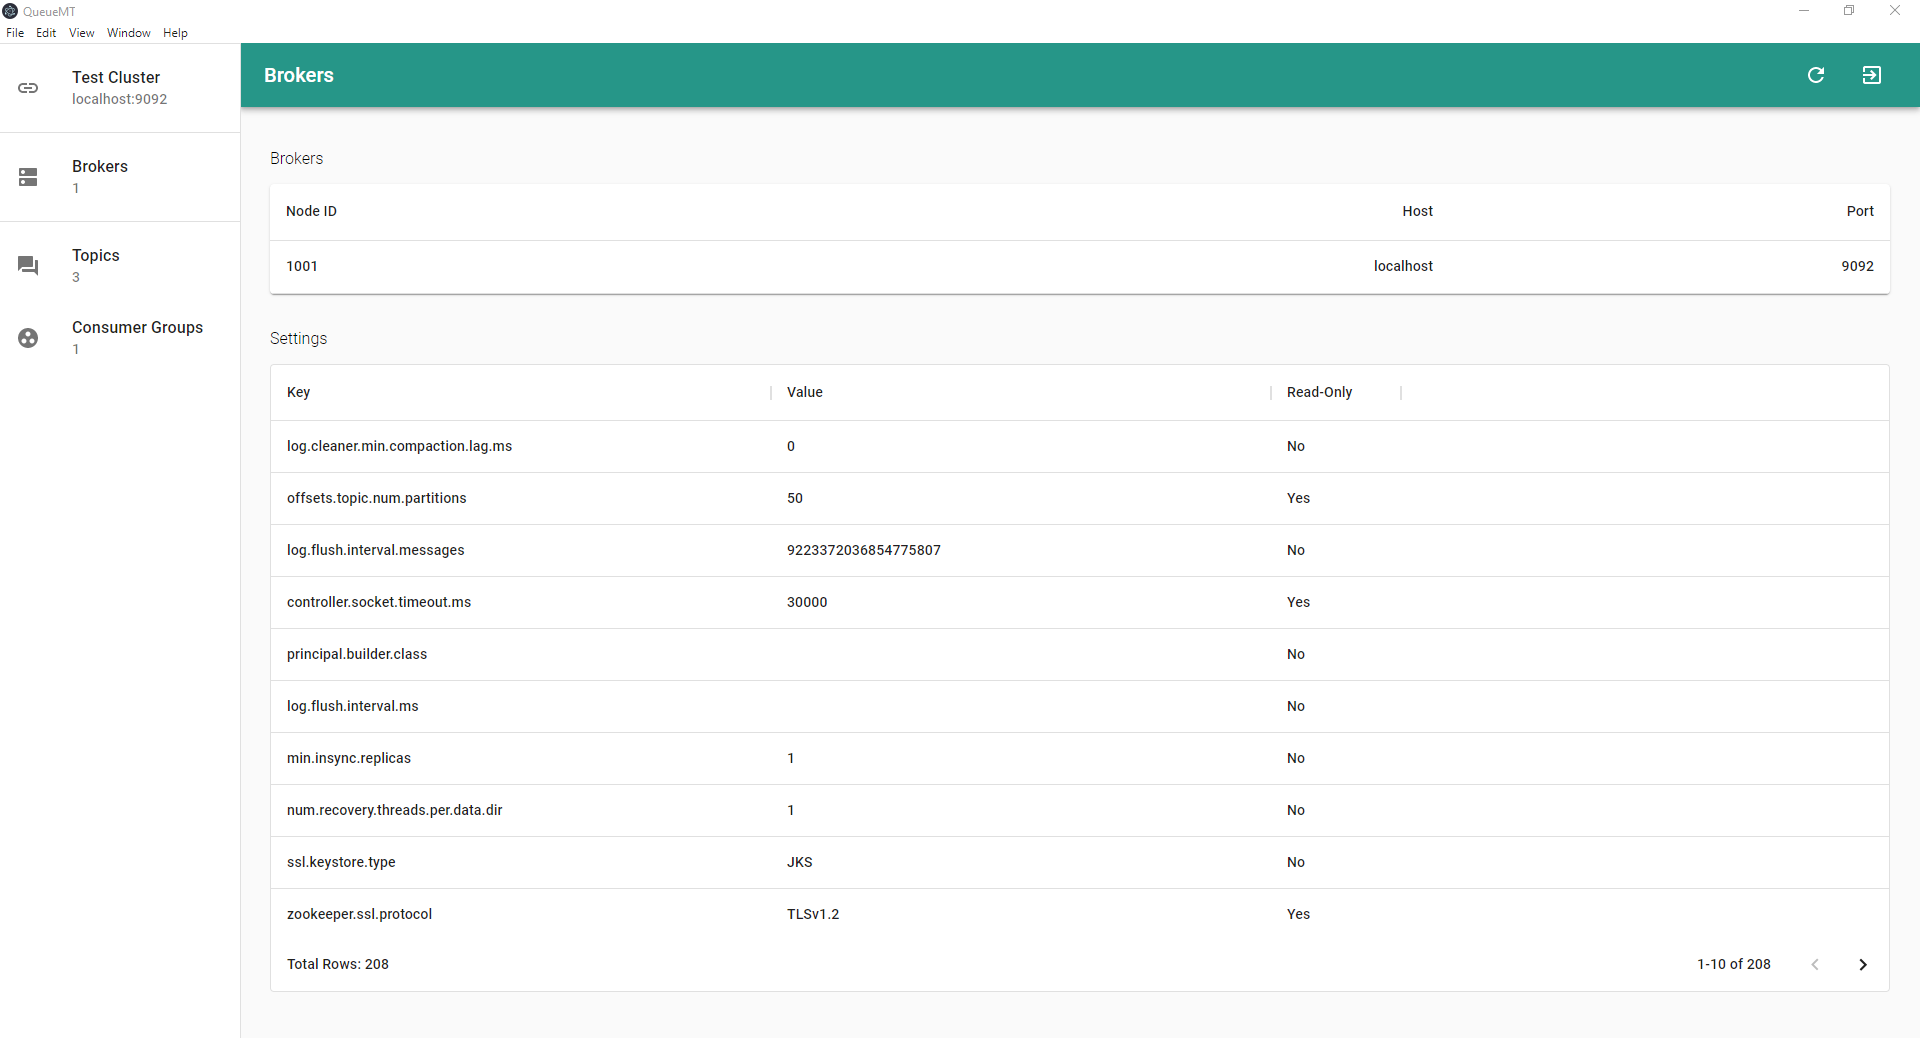 QueueMT
File Edit View Window Help
Test Cluster
localhost:9092
Brokers
1
Topics
3
Consumer Groups
1
Brokers
Brokers
Node ID Host Port
1001 localhost 9092
Settings
Key Value Read-Only
log.cleaner.min.compaction.lag.ms 0 No
offsets.topic.num.partitions 50 Yes
log.flush.interval.messages 9223372036854775807 No
controller.socket.timeout.ms 30000 Yes
principal.builder.class No
log.flush.interval.ms No
min.insync.replicas 1 No
num.recovery.threads.per.data.dir 1 No
ssl.keystore.type JKS No
zookeeper.ssl.protocol TLSv1.2 Yes
Total Rows: 208 1-10 of 208